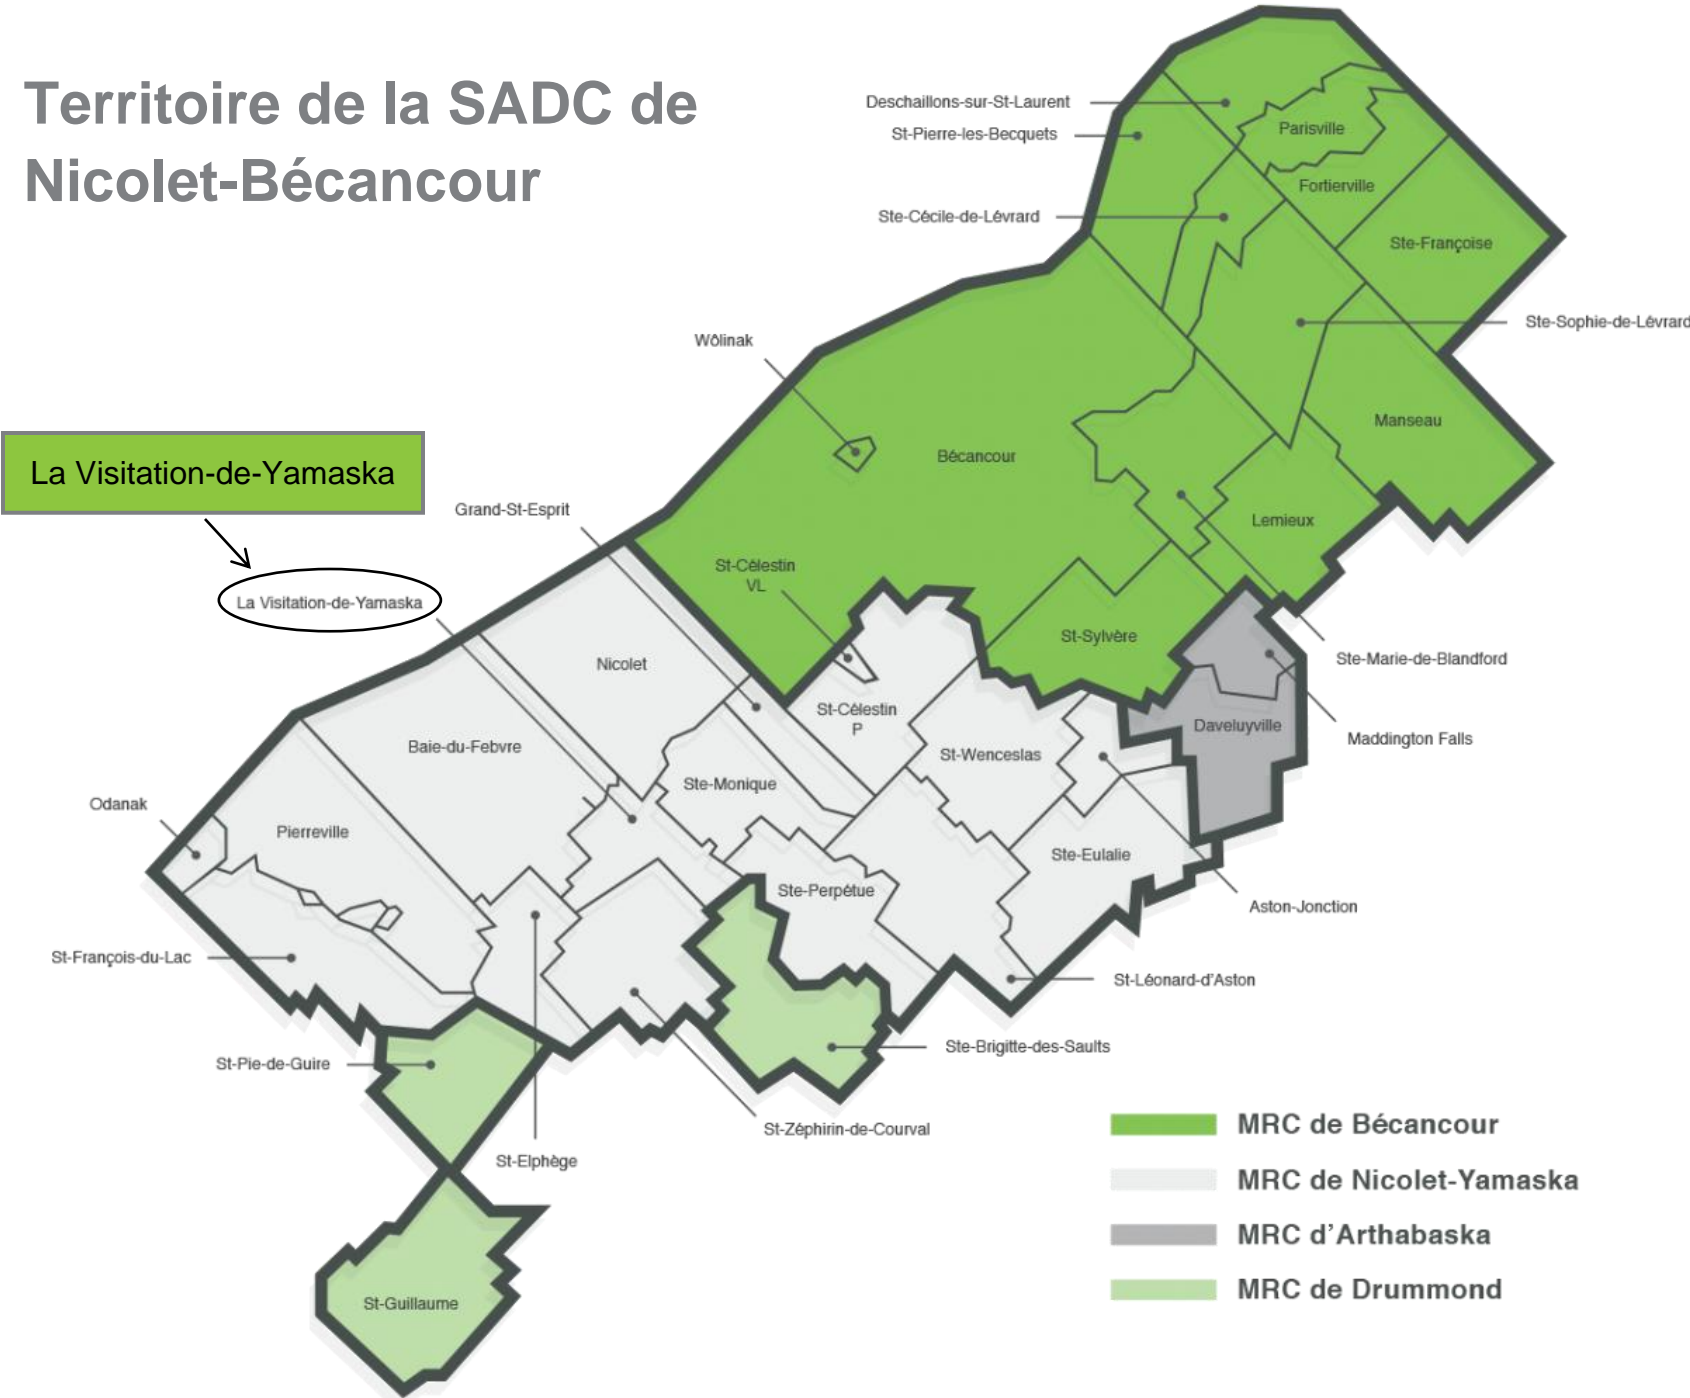 Territoire de la SADC de
Nicolet-Bécancour
Deschaillons-sur-St-Laurent
St-Pierre-les-Becquets
Parisville
Fortierville
Ste-Cécile-de-Lévrard
Ste-Françoise
Ste-Sophie-de-Lévrard
Wôlinak
Manseau
Bécancour
La Visitation-de-Yamaska
Grand-St-Esprit
Lemieux
St-Célestin
VL
La Visitation-de-Yamaska
St-Sylvère
Nicolet
Ste-Marie-de-Blandford
St-Célestin
P
Daveluyville
Maddington Falls
Baie-du-Febvre
St-Wenceslas
Ste-Monique
Odanak
Pierreville
Ste-Eulalie
Ste-Perpétue
Aston-Jonction
St-François-du-Lac
St-Léonard-d'Aston
Ste-Brigitte-des-Saults
St-Pie-de-Guire
St-Zéphirin-de-Courval
St-Elphège
St-Guillaume
MRC de Bécancour
MRC de Nicolet-Yamaska
MRC d'Arthabaska
MRC de Drummond